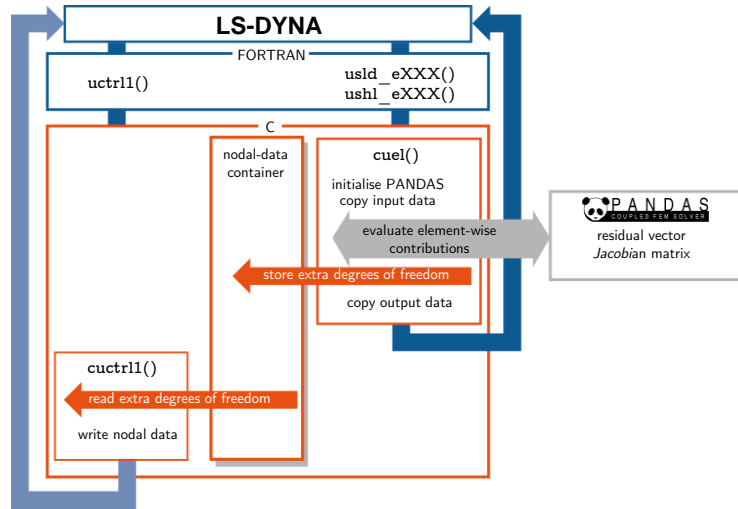 LS-DYNA
FORTRAN
uctrl1()
usld_eXXX()
ushl_eXXX()
C
nodal-data
container
cuel()
initialise PANDAS
copy input data
evaluate element-wise
contributions
PANDAS
COUPLED FEM SOLVER
residual vector
Jacobian matrix
store extra degrees of freedom
copy output data
cuctrl1()
read extra degrees of freedom
write nodal data